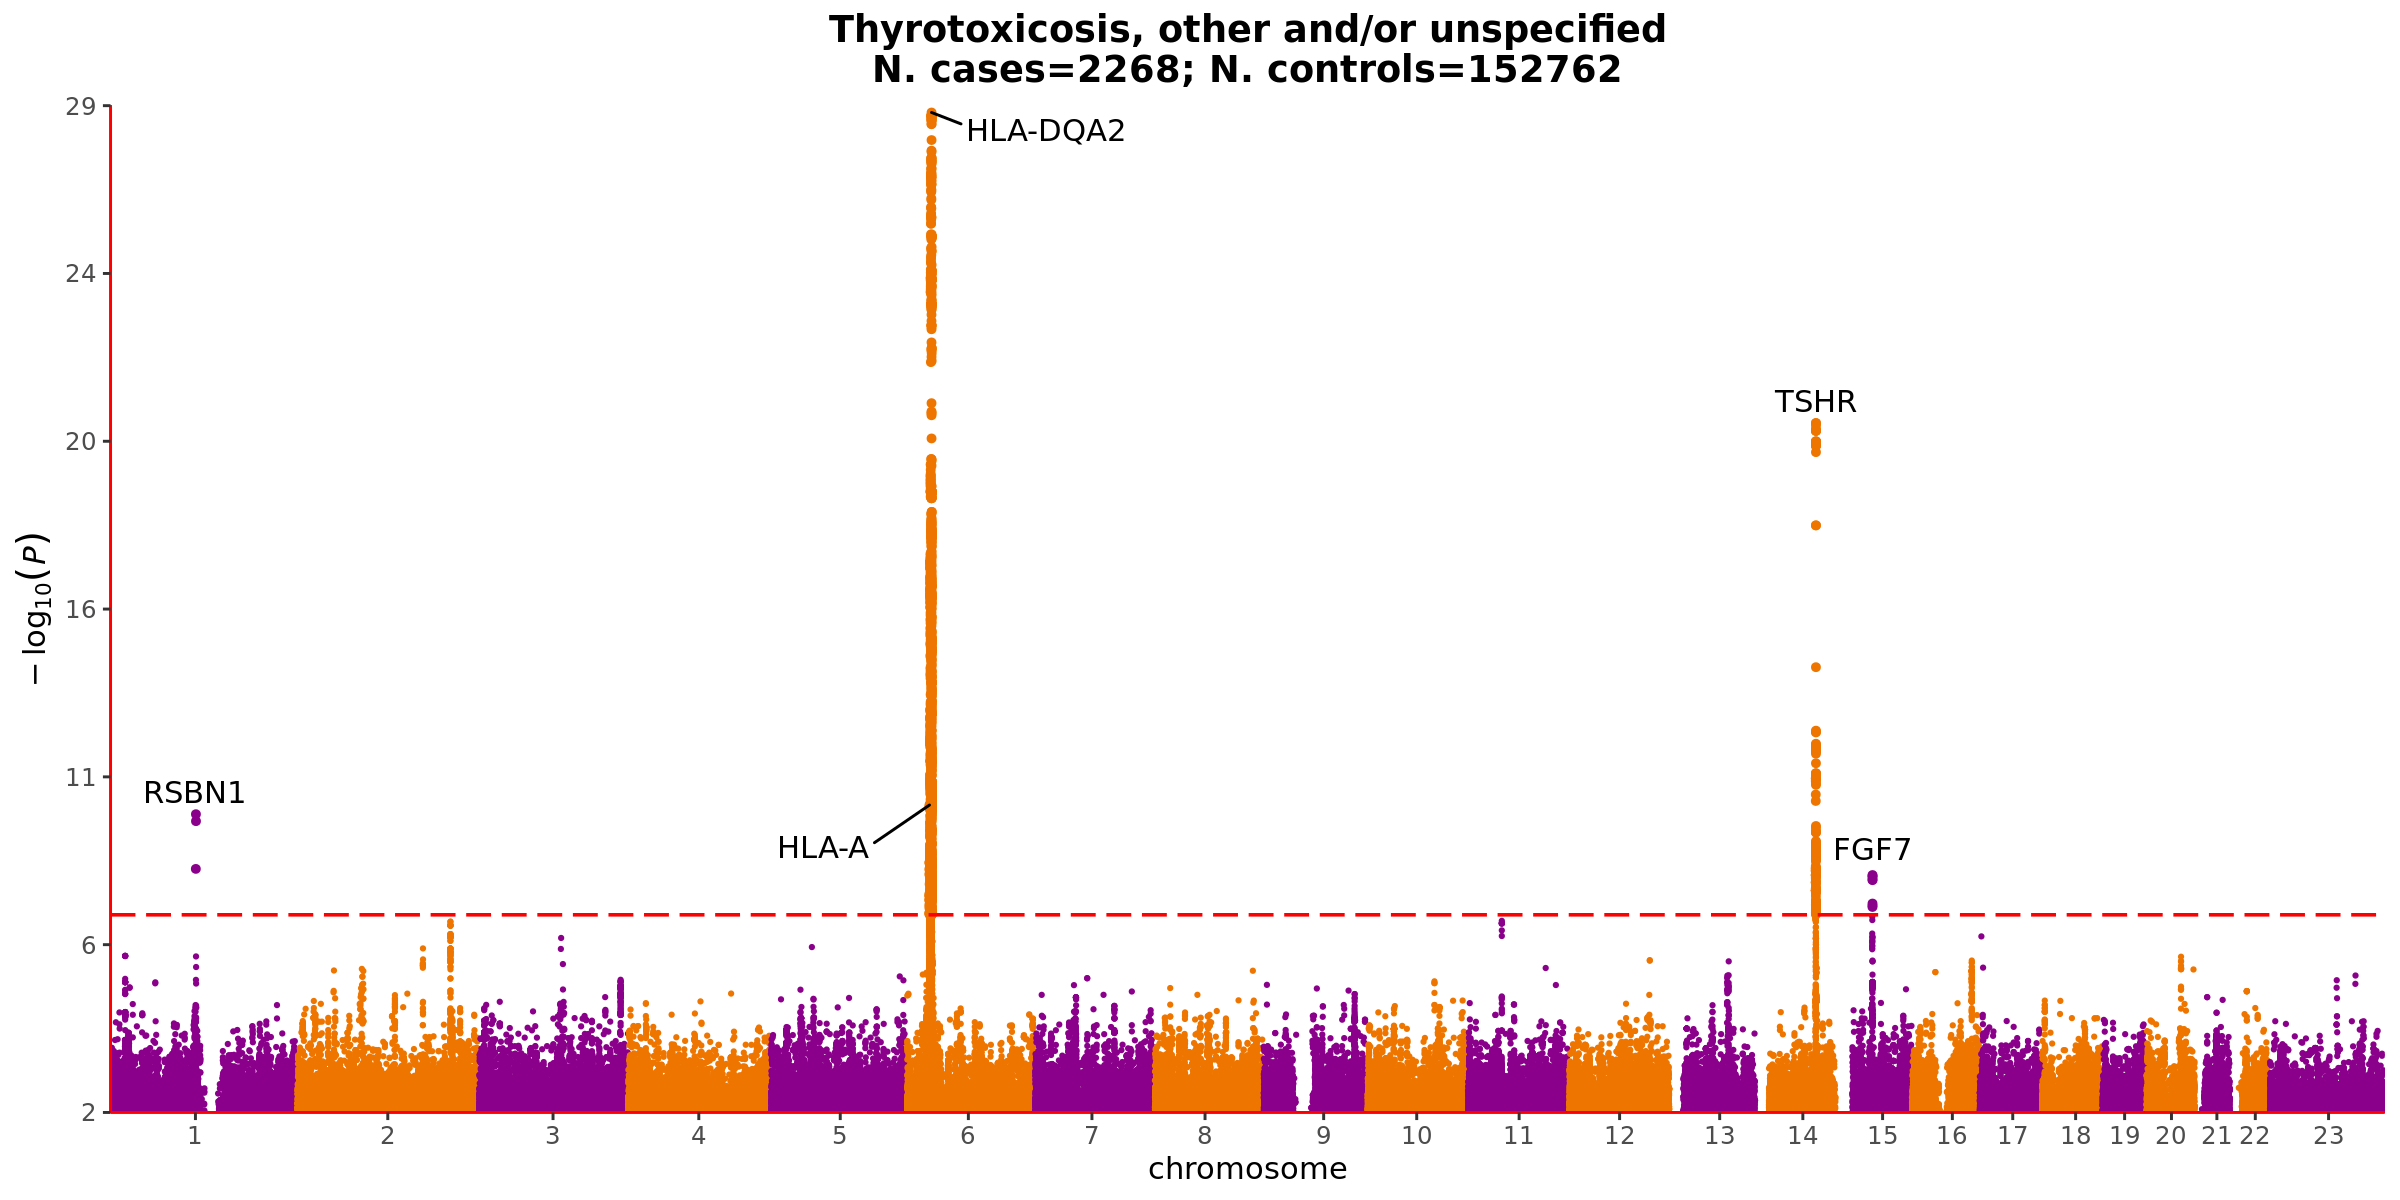 Thyrotoxicosis, other and/or unspecified
N. cases=2268; N. controls=152762
29
HLA-DQA2
24
TSHR
20
− log10(P)
16
11
RSBN1
HLA-A
FGF7
6
2
1 2 3 4 5 6 7 8 9 10 11 12 13 14 15 16 17 18 19 20 21 22 23
chromosome